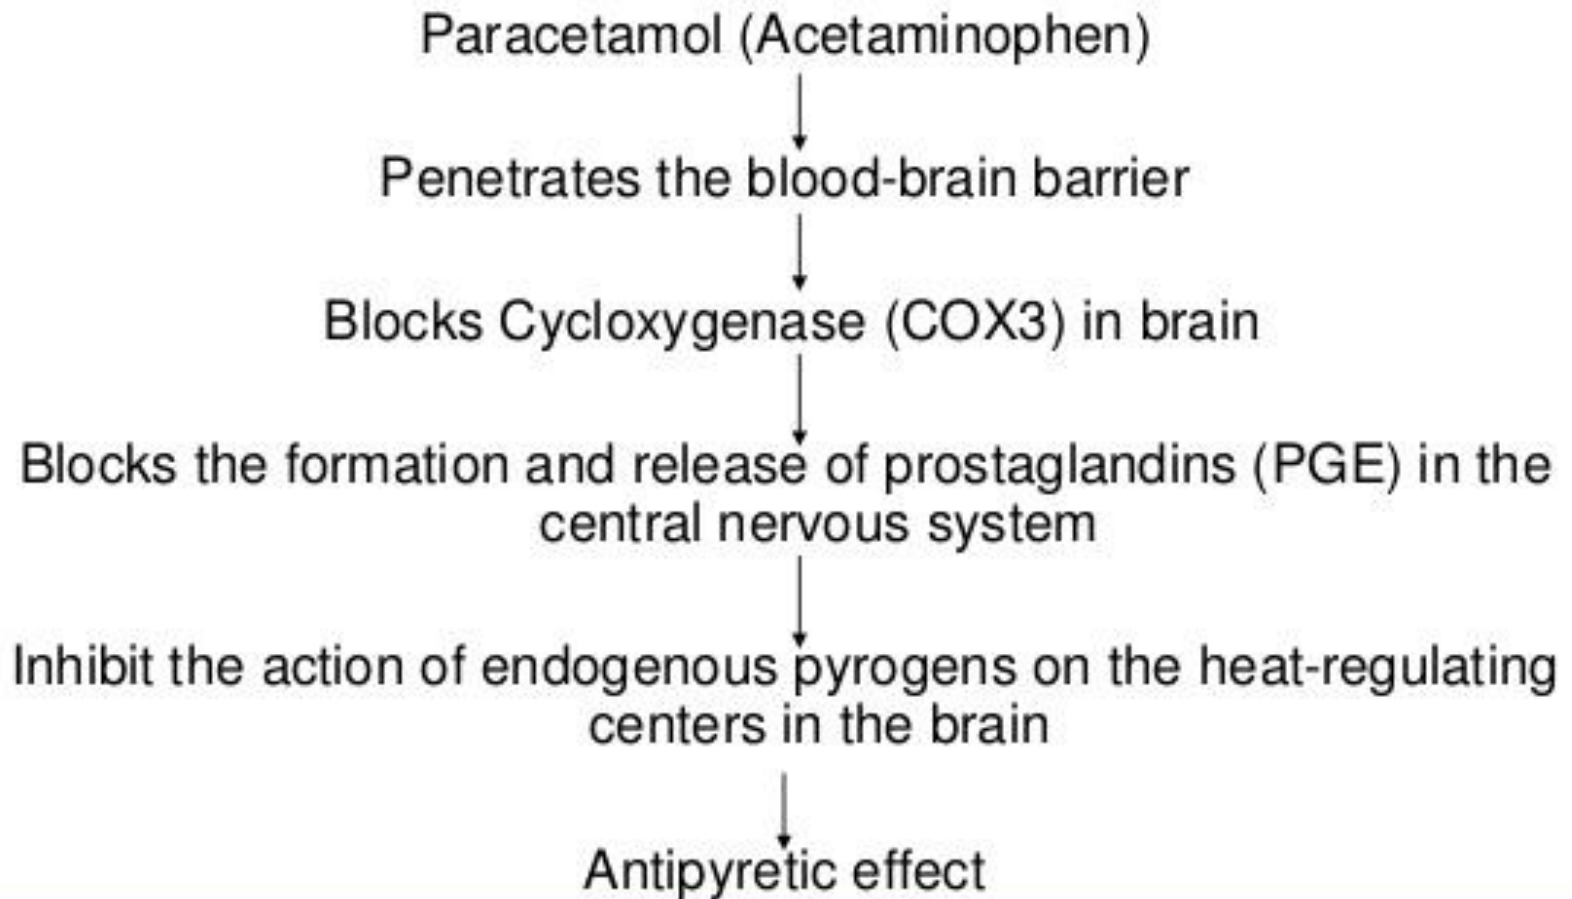 Paracetamol (Acetaminophen)
Penetrates the blood-brain barrier
Blocks Cycloxygenase (COX3) in brain
Blocks the formation and release of prostaglandins (PGE) in the
central nervous system
Inhibit the action of endogenous pyrogens on the heat-regulating
centers in the brain
Antipyretic effect